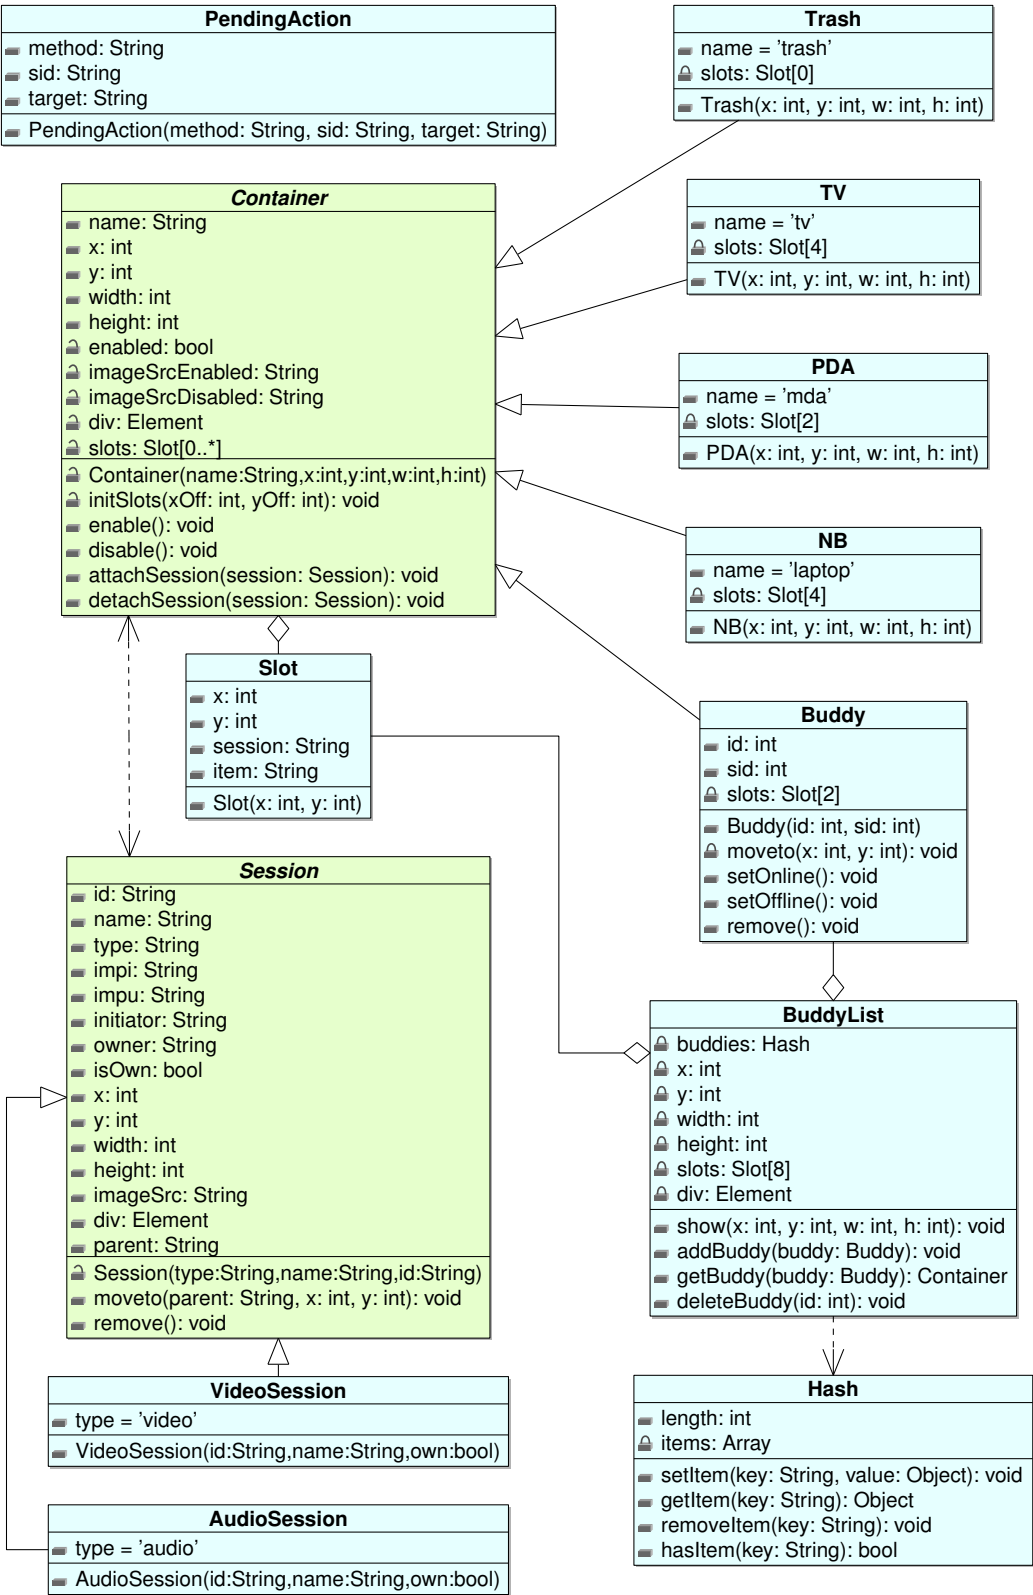 PendingAction
method: String
sid: String
target: String
PendingAction(method: String, sid: String, target: String)
Trash
name = 'trash'
slots: Slot[0]
Trash(x: int, y: int, w: int, h: int)
Container
name: String
x: int
y: int
width: int
height: int
enabled: bool
imageSrcEnabled: String
imageSrcDisabled: String
div: Element
slots: Slot[0..*]
Container(name:String,x:int,y:int,w:int,h:int)
initSlots(xOff: int, yOff: int): void
enable(): void
disable(): void
attachSession(session: Session): void
detachSession(session: Session): void
TV
name = 'tv'
slots: Slot[4]
TV(x: int, y: int, w: int, h: int)
PDA
name = 'mda'
slots: Slot[2]
PDA(x: int, y: int, w: int, h: int)
NB
name = 'laptop'
slots: Slot[4]
NB(x: int, y: int, w: int, h: int)
Slot
x: int
y: int
session: String
item: String
Slot(x: int, y: int)
Buddy
id: int
sid: int
slots: Slot[2]
Buddy(id: int, sid: int)
moveto(x: int, y: int): void
setOnline(): void
setOffline(): void
remove(): void
Session
id: String
name: String
type: String
impi: String
impu: String
initiator: String
owner: String
isOwn: bool
x: int
y: int
width: int
height: int
imageSrc: String
div: Element
parent: String
Session(type:String,name:String,id:String)
moveto(parent: String, x: int, y: int): void
remove(): void
BuddyList
buddies: Hash
x: int
y: int
width: int
height: int
slots: Slot[8]
div: Element
show(x: int, y: int, w: int, h: int): void
addBuddy(buddy: Buddy): void
getBuddy(buddy: Buddy): Container
deleteBuddy(id: int): void
VideoSession
type = 'video'
VideoSession(id:String,name:String,own:bool)
Hash
length: int
items: Array
setItem(key: String, value: Object): void
getItem(key: String): Object
removeItem(key: String): void
hasItem(key: String): bool
AudioSession
type = 'audio'
AudioSession(id:String,name:String,own:bool)